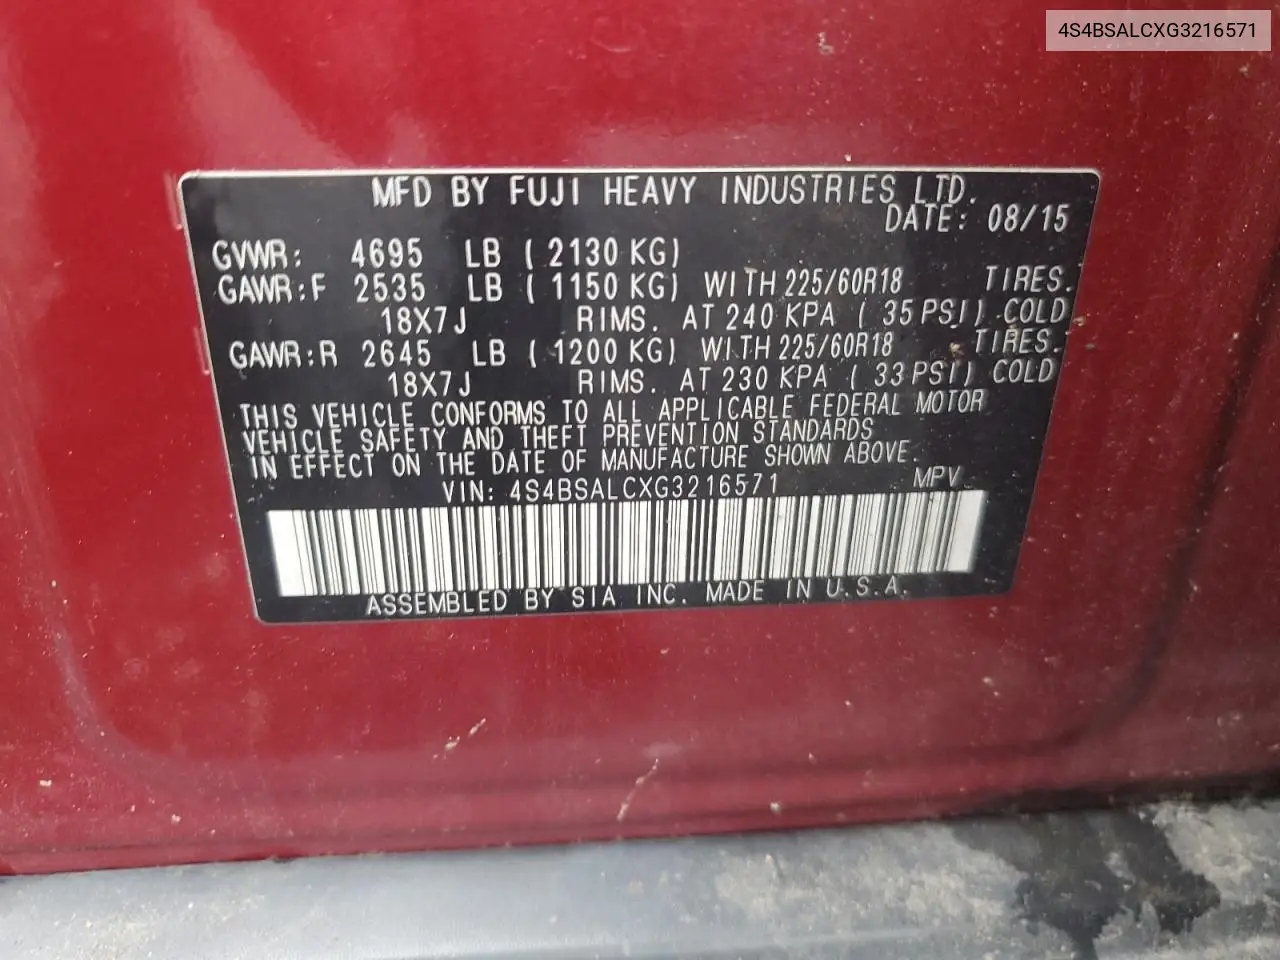 4S4BSALCXG3216571
MFD BY FUJI HEAVY INDUSTRIES LTD.
DATE: 08/15
GVWR: 4695 LB ( 2130 KG)
GAWR:F 2535 LB ( 1150 KG) WITH 225/60R18 TIRES.
18X7J RIMS. AT 240 KPA ( 35 PSI) COLD
GAWR:R 2645 LB ( 1200 KG) WITH 225/60R18 TIRES.
18X7J RIMS. AT 230 KPA ( 33 PSI) COLD
THIS VEHICLE CONFORMS TO ALL APPLICABLE FEDERAL MOTOR
VEHICLE SAFETY AND THEFT PREVENTION STANDARDS
IN EFFECT ON THE DATE OF MANUFACTURE SHOWN ABOVE.
VIN: 4S4BSALCXG3216571 MPV
ASSEMBLED BY SIA INC. MADE IN U.S.A.